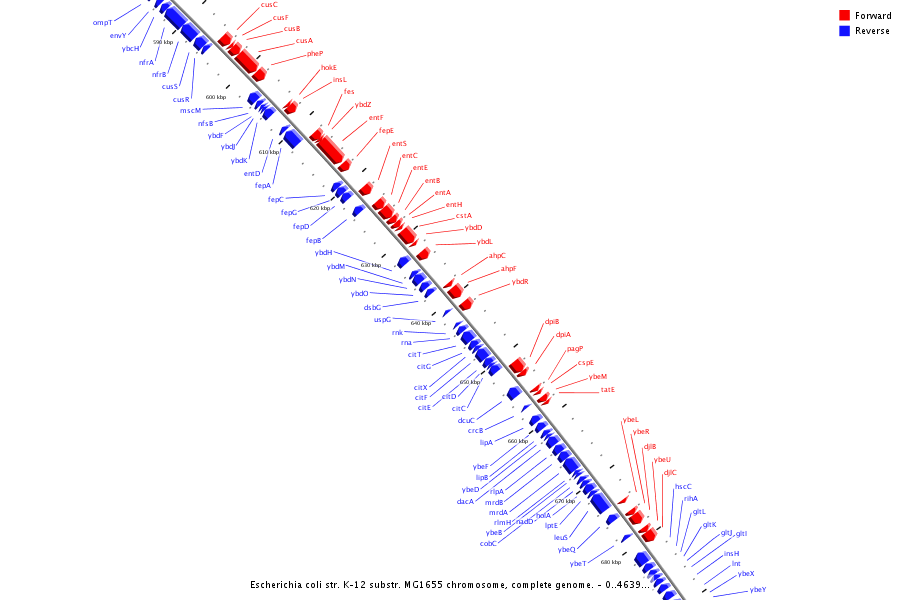 Forward
Reverse
cusC
cusF
cusB
cusA
pheP
hokE
insL
fes
ybdZ
entF
fepE
entS
entC
entE
entB
entA
entH
cstA
ybdD
ybdL
ahpC
ahpF
ybdR
dpiB
dpiA
pagP
cspE
ybeM
tatE
ybeL
ybeR
djlB
ybeU
djlC
hscC
rihA
gltL
gltK
gltJ
gltI
insH
lnt
ybeX
ybeY
ompT
envY
ybcH
nfrA
nfrB
cusS
cusR
mscM
nfsB
ybdF
ybdJ
ybdK
entD
fepA
fepC
fepG
fepD
fepB
ybdH
ybdM
ybdN
ybdO
dsbG
uspG
rnk
rna
citT
citG
citX
citF
citD
citE
citC
dcuC
crcB
lipA
ybeF
lipB
ybeD
dacA
rlpA
mrdB
mrdA
rlmH
nadD
holA
ybeB
lptE
cobC
leuS
ybeQ
ybeT
590 kbp
600 kbp
610 kbp
620 kbp
630 kbp
640 kbp
650 kbp
660 kbp
670 kbp
680 kbp
Escherichia coli str. K-12 substr. MG1655 chromosome, complete genome. - 0..4639...